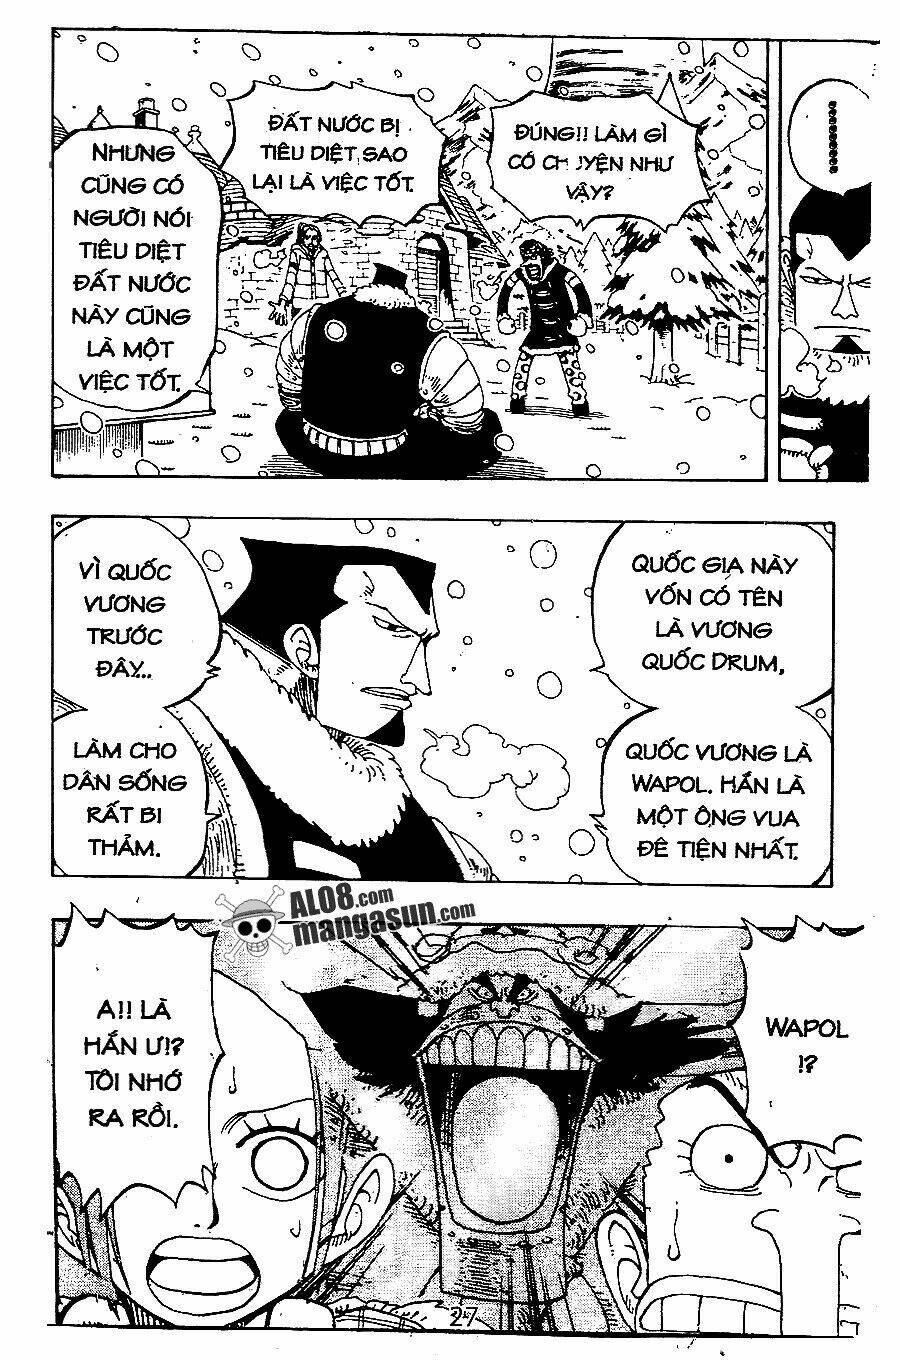 ...........
ĐÚNG!! LÀM GÌ
CÓ CHUYỆN NHƯ
VẬY?
ĐẤT NƯỚC BỊ
TIÊU DIỆT, SAO
LẠI LÀ VIỆC TỐT.
NHƯNG
CŨNG CÓ
NGƯỜI NÓI
TIÊU DIỆT
ĐẤT NƯỚC
NÀY CŨNG
LÀ MỘT
VIỆC TỐT.
QUỐC GIA NÀY
VỐN CÓ TÊN
LÀ VƯƠNG
QUỐC DRUM,
QUỐC VƯƠNG LÀ
WAPOL. HẮN LÀ
MỘT ÔNG VUA
ĐÊ TIỆN NHẤT.
VÌ QUỐC
VƯƠNG
TRƯỚC
ĐÂY...
LÀM CHO
DÂN SỐNG
RẤT BI
THẢM.
AL08.com
mangasun.com
WAPOL
!?
A!! LÀ
HẮN Ư!?
TÔI NHỚ
RA RỒI.
27